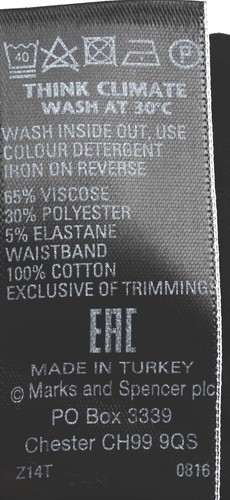 40 P
THINK CLIMATE
WASH AT 30°C
WASH INSIDE OUT, USE
COLOUR DETERGENT
IRON ON REVERSE
65% VISCOSE
30% POLYESTER
5% ELASTANE
WAISTBAND
100% COTTON
EXCLUSIVE OF TRIMMINGS
EAC
MADE IN TURKEY
© Marks and Spencer plc
PO Box 3339
Chester CH99 9QS
Z14T 0816